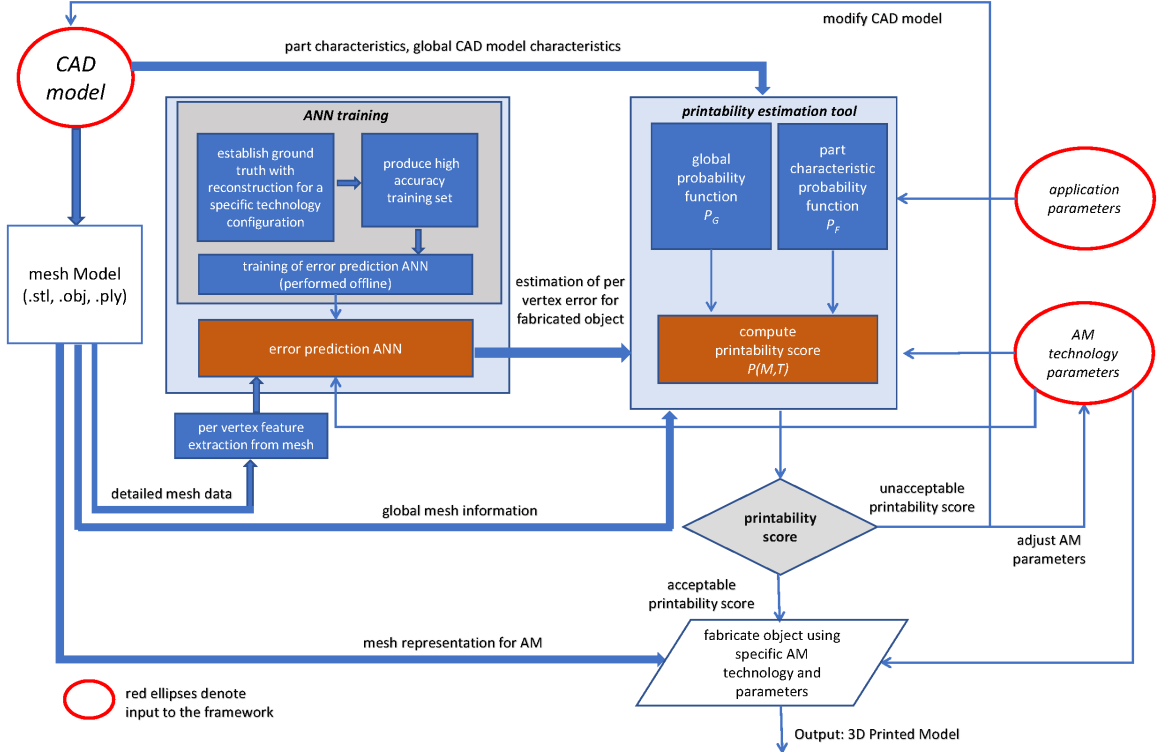 modify CAD model
part characteristics, global CAD model characteristics
CAD
model
ANN training
establish ground
truth with
reconstruction for a
specific technology
configuration
produce high
accuracy
training set
training of error prediction ANN
(performed offline)
error prediction ANN
per vertex feature
extraction from mesh
mesh Model
(.stl, .obj, .ply)
estimation of per
vertex error for
fabricated object
printability estimation tool
global
probability
function
P_G
part
characteristic
probability
function
P_F
compute
printability score
P(M,T)
application
parameters
AM
technology
parameters
detailed mesh data
global mesh information
printability
score
unacceptable
printability score
adjust AM
parameters
acceptable
printability score
mesh representation for AM
fabricate object using
specific AM
technology and
parameters
red ellipses denote
input to the framework
Output: 3D Printed Model